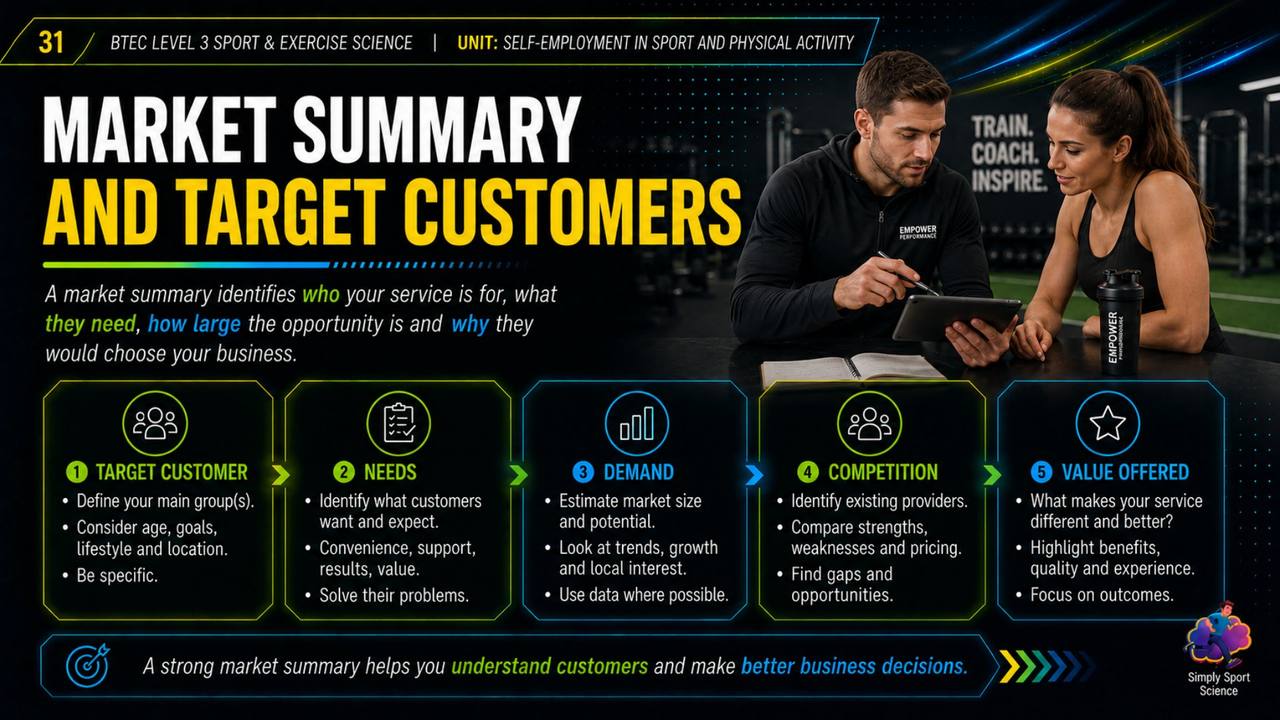 31
BTEC LEVEL 3 SPORT & EXERCISE SCIENCE | UNIT: SELF-EMPLOYMENT IN SPORT AND PHYSICAL ACTIVITY
MARKET SUMMARY
AND TARGET CUSTOMERS
A market summary identifies who your service is for, what
they need, how large the opportunity is and why they
would choose your business.
TRAIN.
COACH.
INSPIRE.
EMPOWER
PERFORMANCE
EMPOWER
1 TARGET CUSTOMER
• Define your main group(s).
• Consider age, goals,
lifestyle and location.
• Be specific.
2 NEEDS
• Identify what customers
want and expect.
• Convenience, support,
results, value.
• Solve their problems.
3 DEMAND
• Estimate market size
and potential.
• Look at trends, growth
and local interest.
• Use data where possible.
4 COMPETITION
• Identify existing providers.
• Compare strengths,
weaknesses and pricing.
• Find gaps and
opportunities.
5 VALUE OFFERED
• What makes your service
different and better?
• Highlight benefits,
quality and experience.
• Focus on outcomes.
A strong market summary helps you understand customers and make better business decisions.
Simply Sport
Science